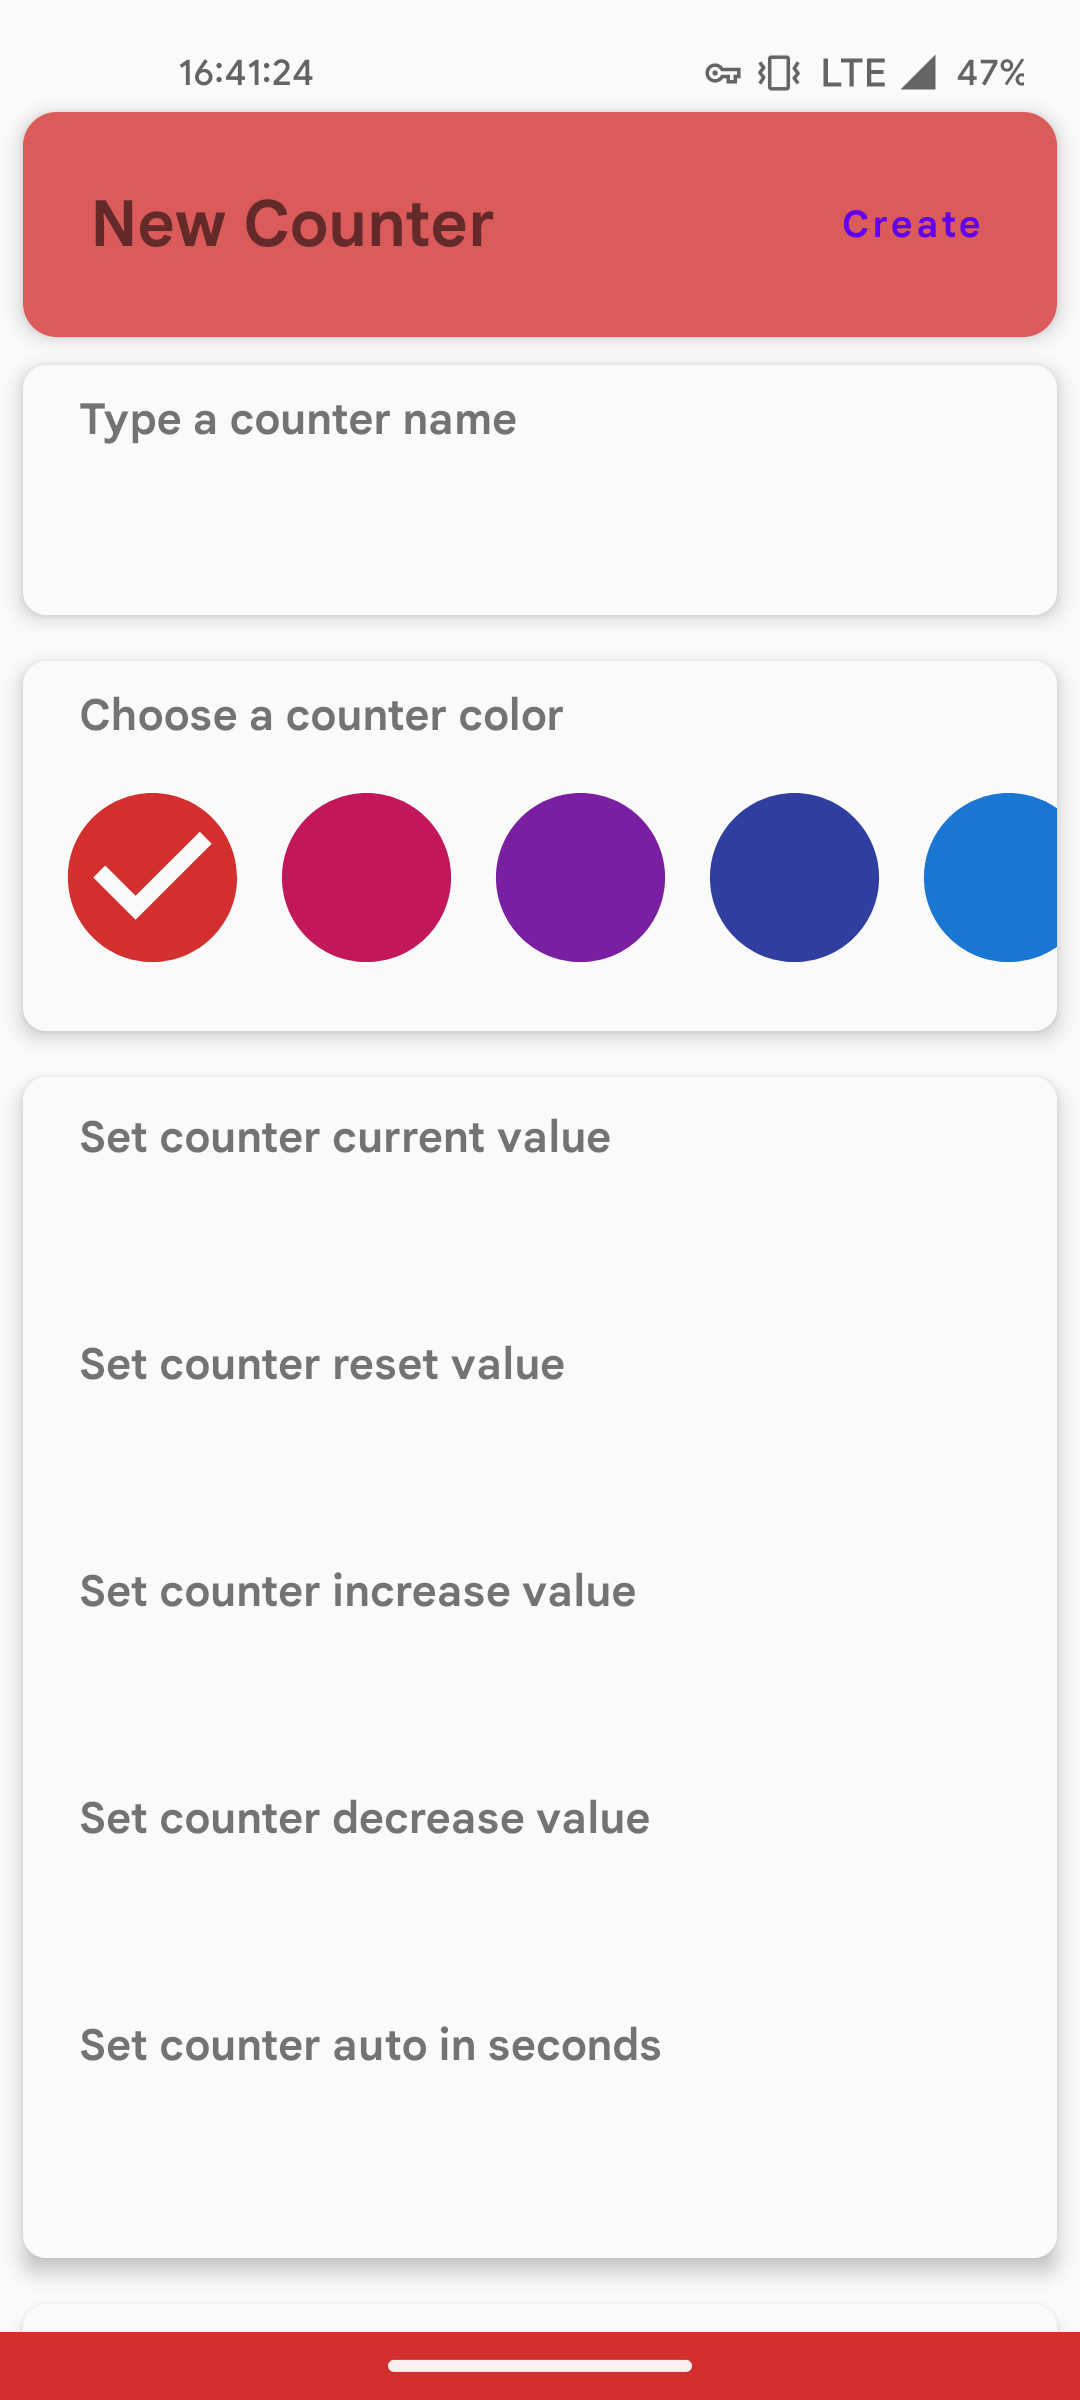 16:41:24 LTE 47%
New Counter Create
Type a counter name
Choose a counter color
Set counter current value
Set counter reset value
Set counter increase value
Set counter decrease value
Set counter auto in seconds